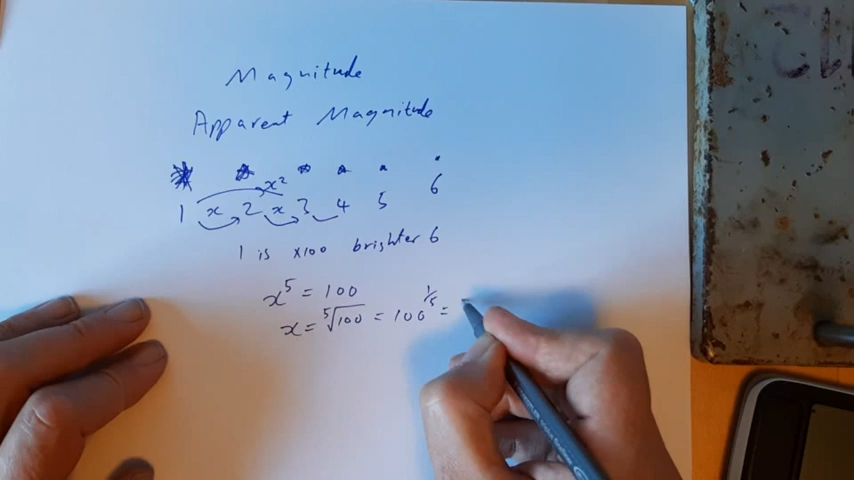 Magnitude
Apparent Magnitude
x²
1 x 2 x 3 4 5 6
1 is x100 brighter 6
x⁵ = 100
x = ⁵√100 = 100^1/5 =